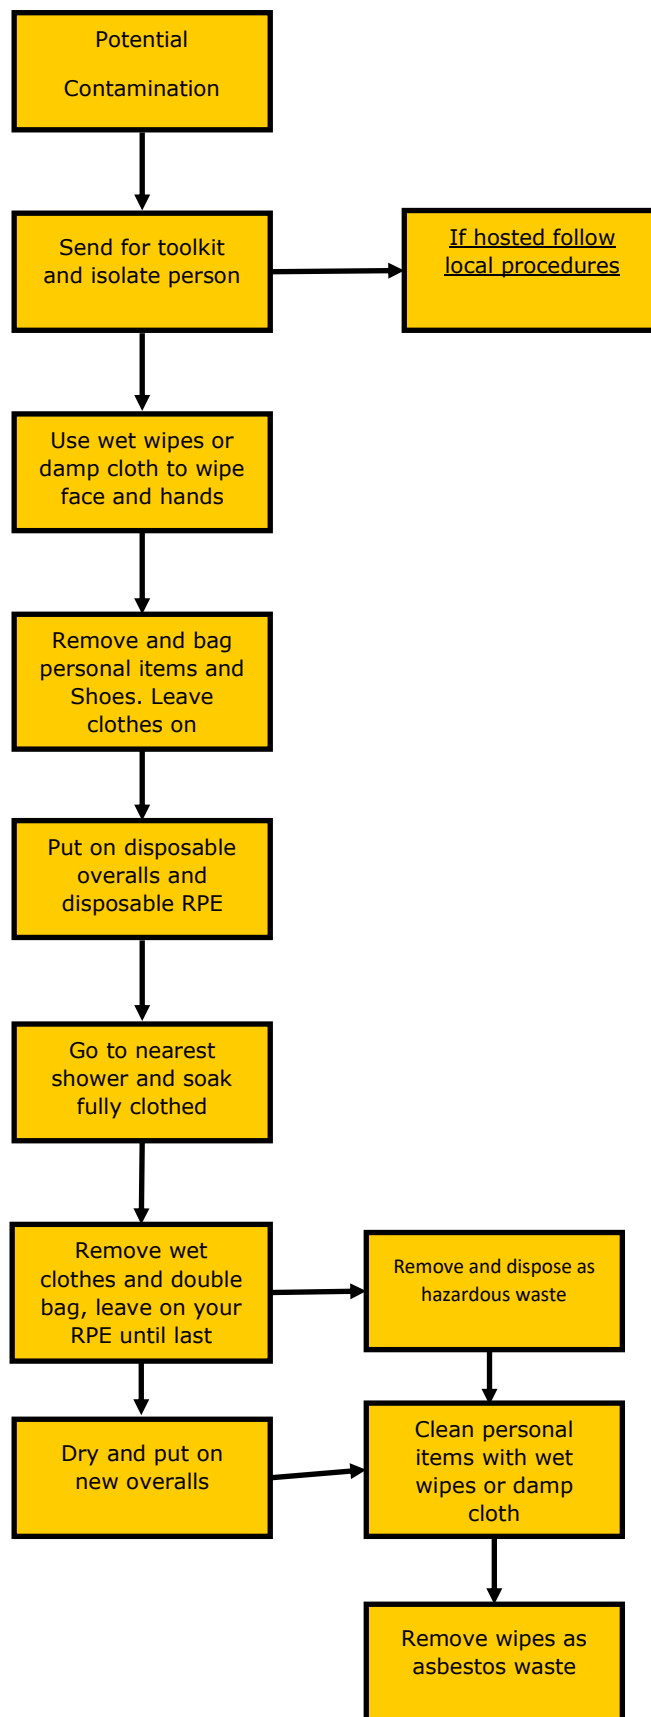 Potential
Contamination
Send for toolkit
and isolate person
If hosted follow
local procedures
Use wet wipes or
damp cloth to wipe
face and hands
Remove and bag
personal items and
Shoes. Leave
clothes on
Put on disposable
overalls and
disposable RPE
Go to nearest
shower and soak
fully clothed
Remove wet
clothes and double
bag, leave on your
RPE until last
Remove and dispose as
hazardous waste
Dry and put on
new overalls
Clean personal
items with wet
wipes or damp
cloth
Remove wipes as
asbestos waste